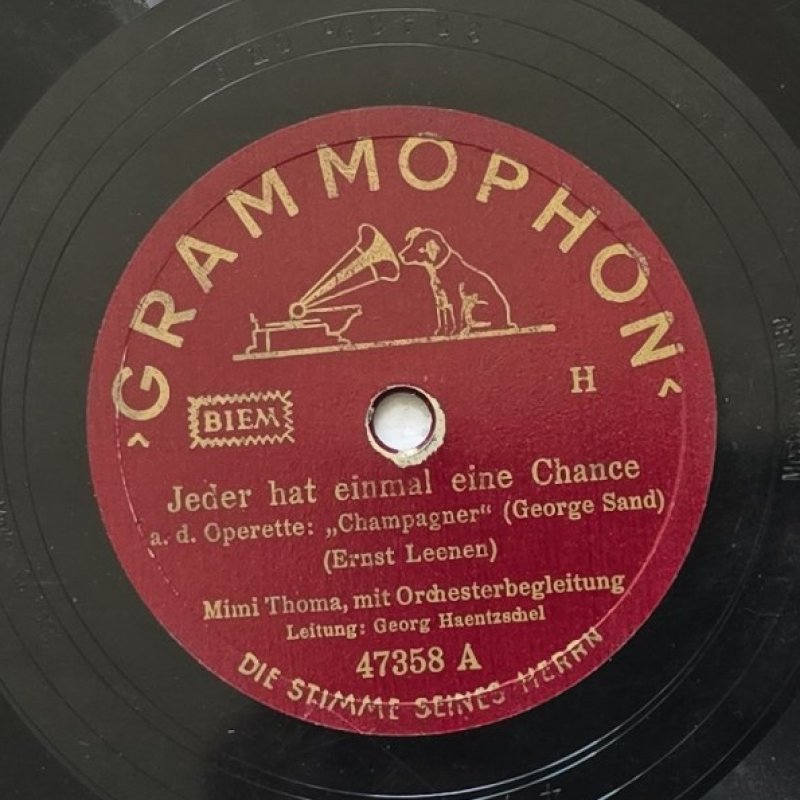 ›GRAMMOPHON‹
BIEM
H
Jeder hat einmal eine Chance
a. d. Operette: „Champagner“ (George Sand)
(Ernst Leenen)
Mimi Thoma, mit Orchesterbegleitung
Leitung: Georg Haentzschel
47358 A
DIE STIMME SEINES HERRN